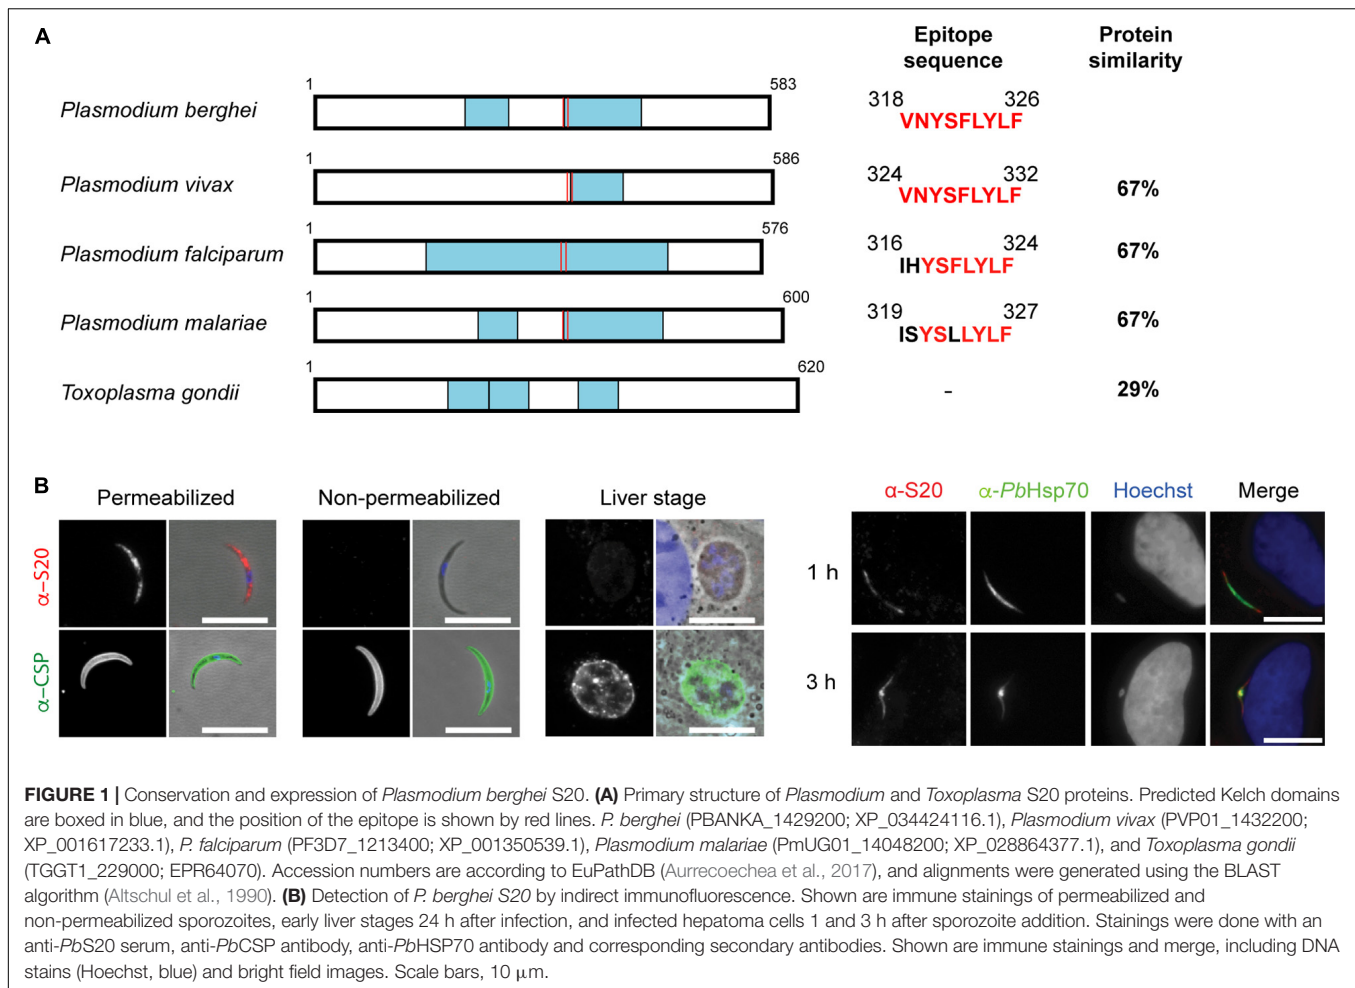 A
Epitope sequence
Protein similarity
Plasmodium berghei
1
583
318
326
VNYSFLYLF
Plasmodium vivax
1
586
324
332
VNYSFLYLF
67%
Plasmodium falciparum
1
576
316
324
IHYSFLYLF
67%
Plasmodium malariae
1
600
319
327
ISYSLLYLF
67%
Toxoplasma gondii
1
620
-
29%
B
Permeabilized
Non-permeabilized
Liver stage
α–S20
α–CSP
α-S20
α-PbHsp70
Hoechst
Merge
1 h
3 h
FIGURE 1 | Conservation and expression of Plasmodium berghei S20. (A) Primary structure of Plasmodium and Toxoplasma S20 proteins. Predicted Kelch domains
are boxed in blue, and the position of the epitope is shown by red lines. P. berghei (PBANKA_1429200; XP_034424116.1), Plasmodium vivax (PVP01_1432200;
XP_001617233.1), P. falciparum (PF3D7_1213400; XP_001350539.1), Plasmodium malariae (PmUG01_14048200; XP_028864377.1), and Toxoplasma gondii
(TGGT1_229000; EPR64070). Accession numbers are according to EuPathDB (Aurrecoechea et al., 2017), and alignments were generated using the BLAST
algorithm (Altschul et al., 1990). (B) Detection of P. berghei S20 by indirect immunofluorescence. Shown are immune stainings of permeabilized and
non-permeabilized sporozoites, early liver stages 24 h after infection, and infected hepatoma cells 1 and 3 h after sporozoite addition. Stainings were done with an
anti-PbS20 serum, anti-PbCSP antibody, anti-PbHSP70 antibody and corresponding secondary antibodies. Shown are immune stainings and merge, including DNA
stains (Hoechst, blue) and bright field images. Scale bars, 10 μm.